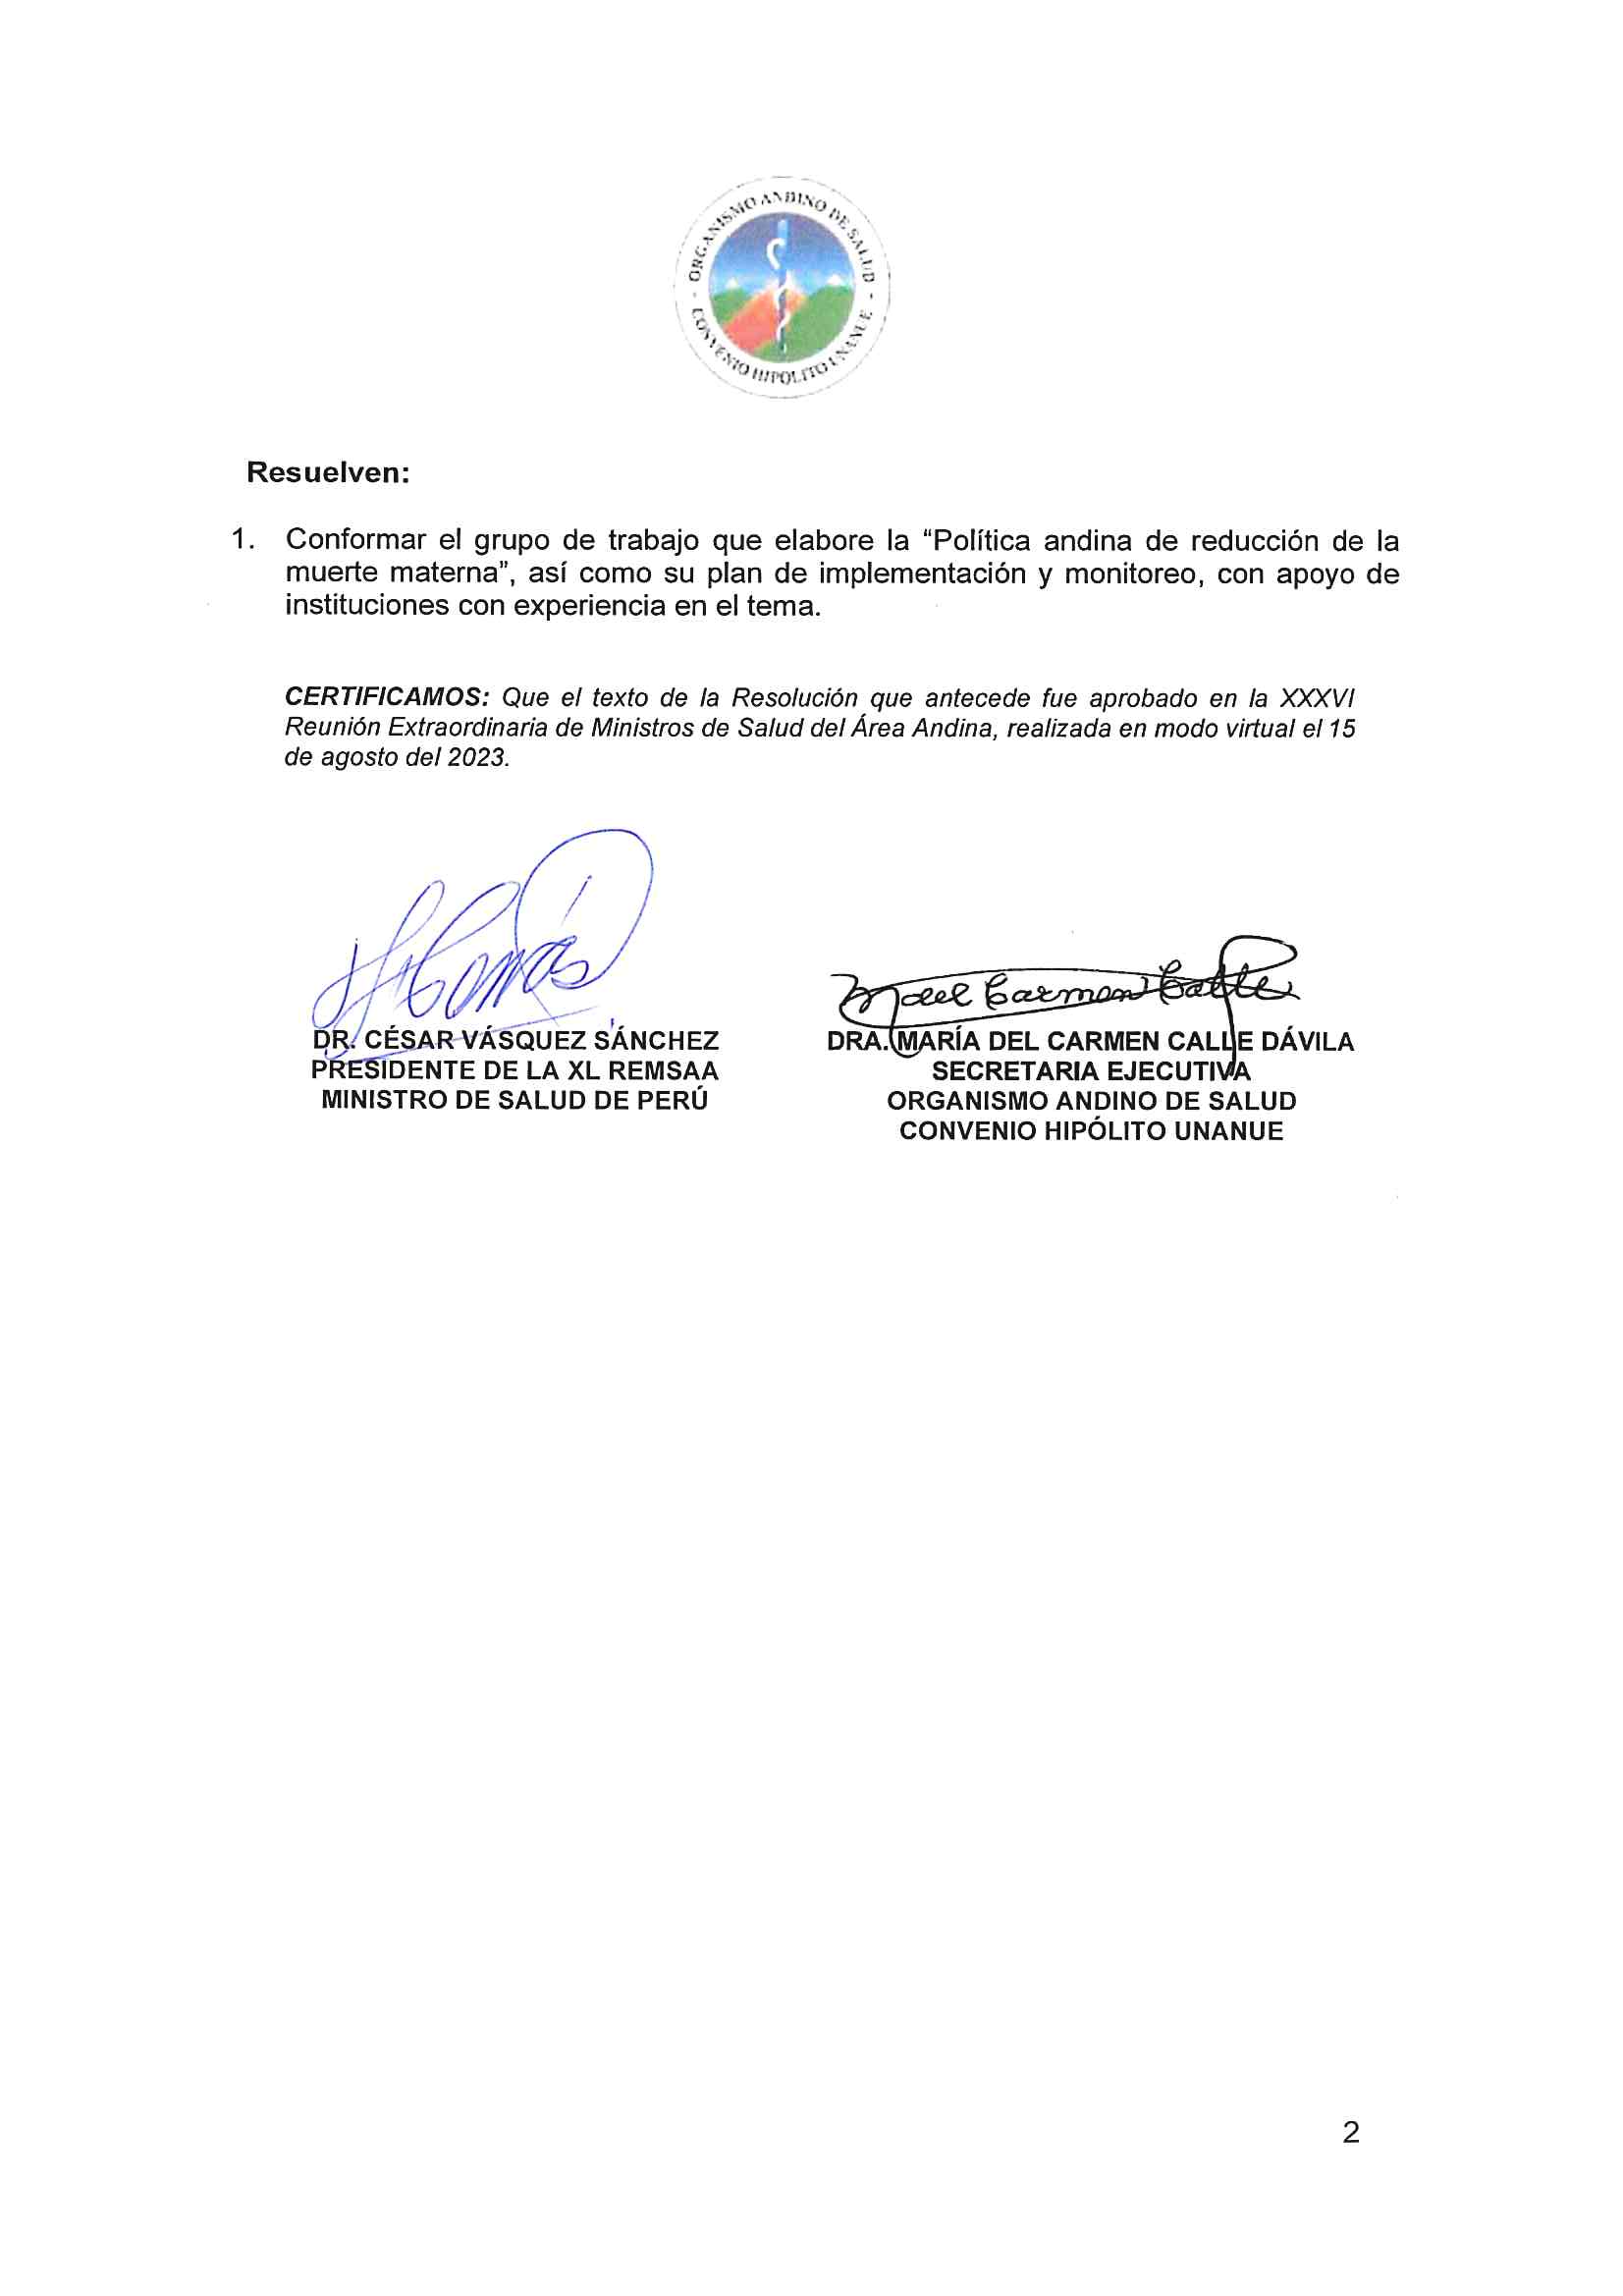 ORGANISMO ANDINO DE SALUD -
CONVENIO HIPOLITO UNANUE -
Resuelven:
1. Conformar el grupo de trabajo que elabore la “Política andina de reducción de la
muerte materna”, así como su plan de implementación y monitoreo, con apoyo de
instituciones con experiencia en el tema.
CERTIFICAMOS: Que el texto de la Resolución que antecede fue aprobado en la XXXVI
Reunión Extraordinaria de Ministros de Salud del Área Andina, realizada en modo virtual el 15
de agosto del 2023.
DR. CÉSAR VÁSQUEZ SÁNCHEZ
PRESIDENTE DE LA XL REMSAA
MINISTRO DE SALUD DE PERÚ
Carmen Calle
DRA. MARÍA DEL CARMEN CALLE DÁVILA
SECRETARIA EJECUTIVA
ORGANISMO ANDINO DE SALUD
CONVENIO HIPÓLITO UNANUE
2